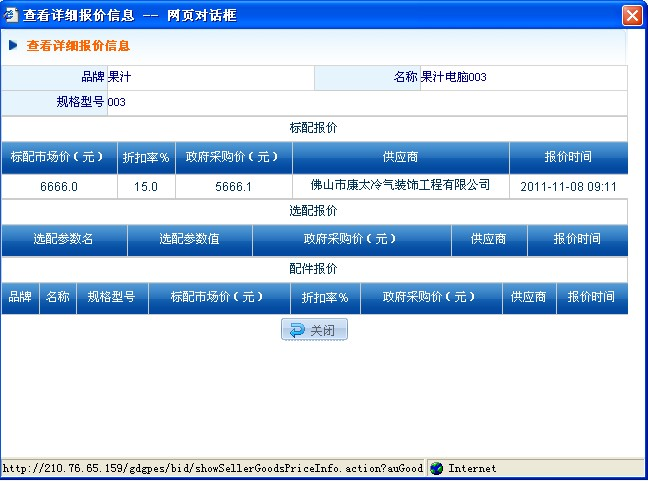 查看详细报价信息 -- 网页对话框
查看详细报价信息
品牌 果汁 名称 果汁电脑003
规格型号 003
标配报价
标配市场价（元） 折扣率% 政府采购价（元） 供应商 报价时间
6666.0 15.0 5666.1 佛山市康太冷气装饰工程有限公司 2011-11-08 09:11
选配报价
选配参数名 选配参数值 政府采购价（元） 供应商 报价时间
配件报价
品牌 名称 规格型号 标配市场价（元） 折扣率% 政府采购价（元） 供应商 报价时间
关闭
http://210.76.65.159/gdgpes/bid/showSellerGoodsPriceInfo.action?auGood Internet